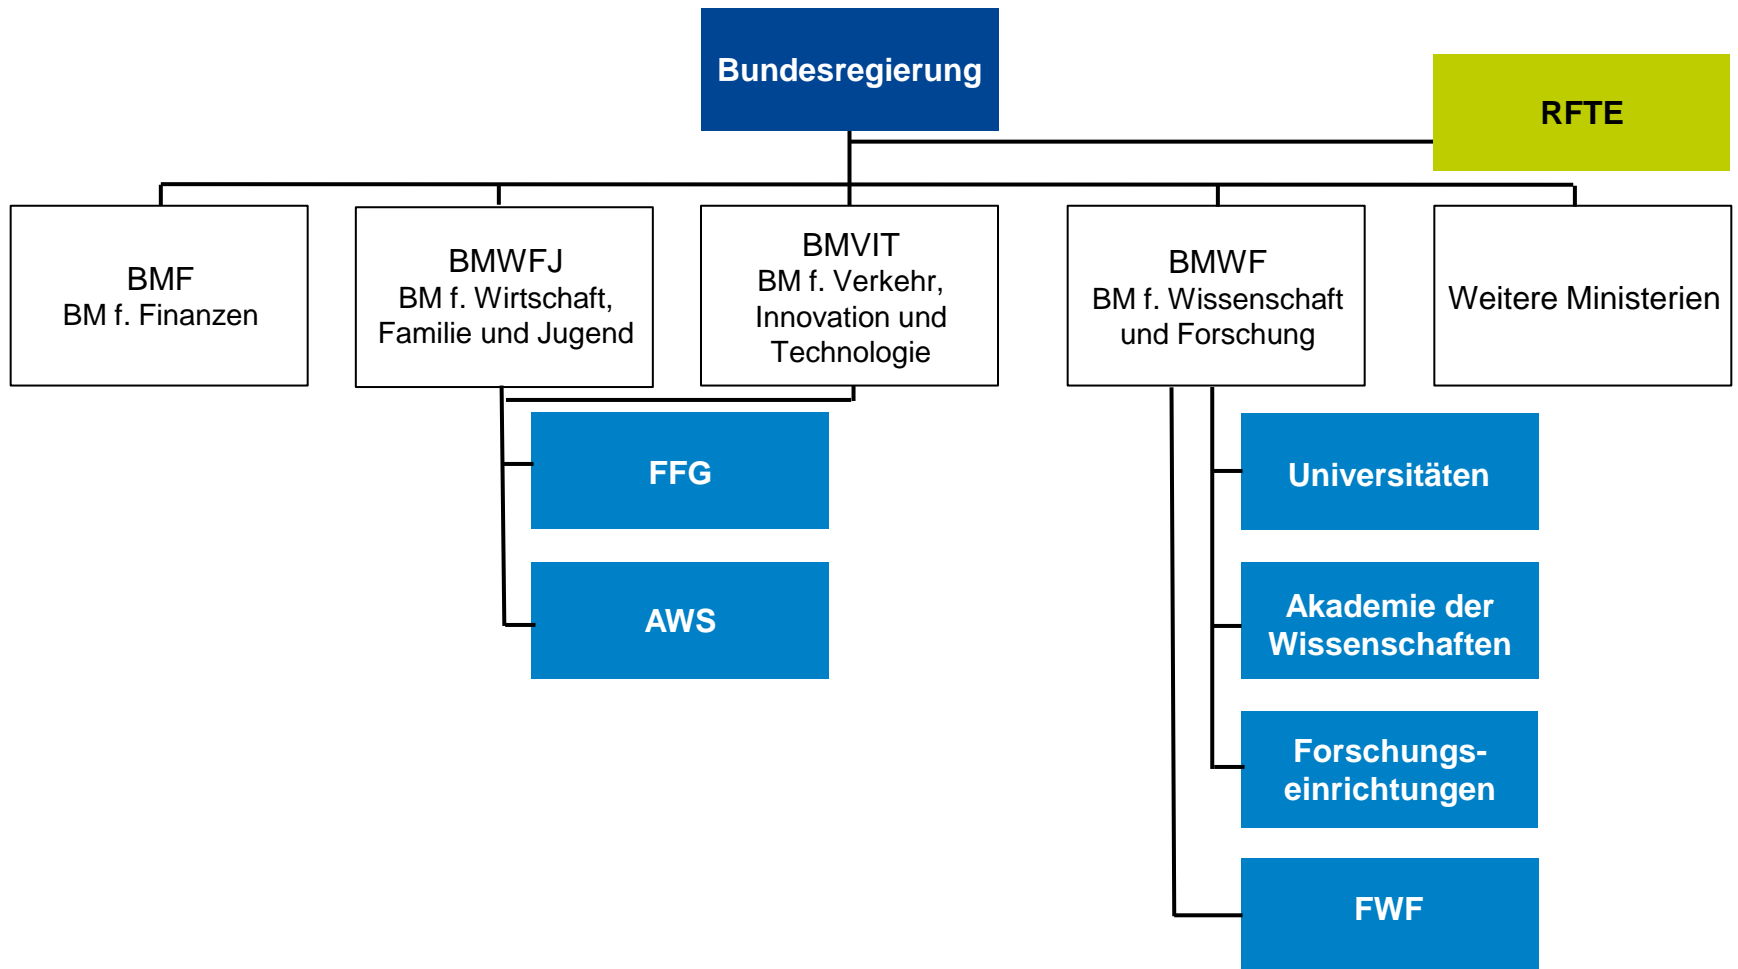 Bundesregierung
RFTE
BMF
BM f. Finanzen
BMWFJ
BM f. Wirtschaft,
Familie und Jugend
BMVIT
BM f. Verkehr,
Innovation und
Technologie
BMWF
BM f. Wissenschaft
und Forschung
Weitere Ministerien
FFG
AWS
Universitäten
Akademie der
Wissenschaften
Forschungs-
einrichtungen
FWF